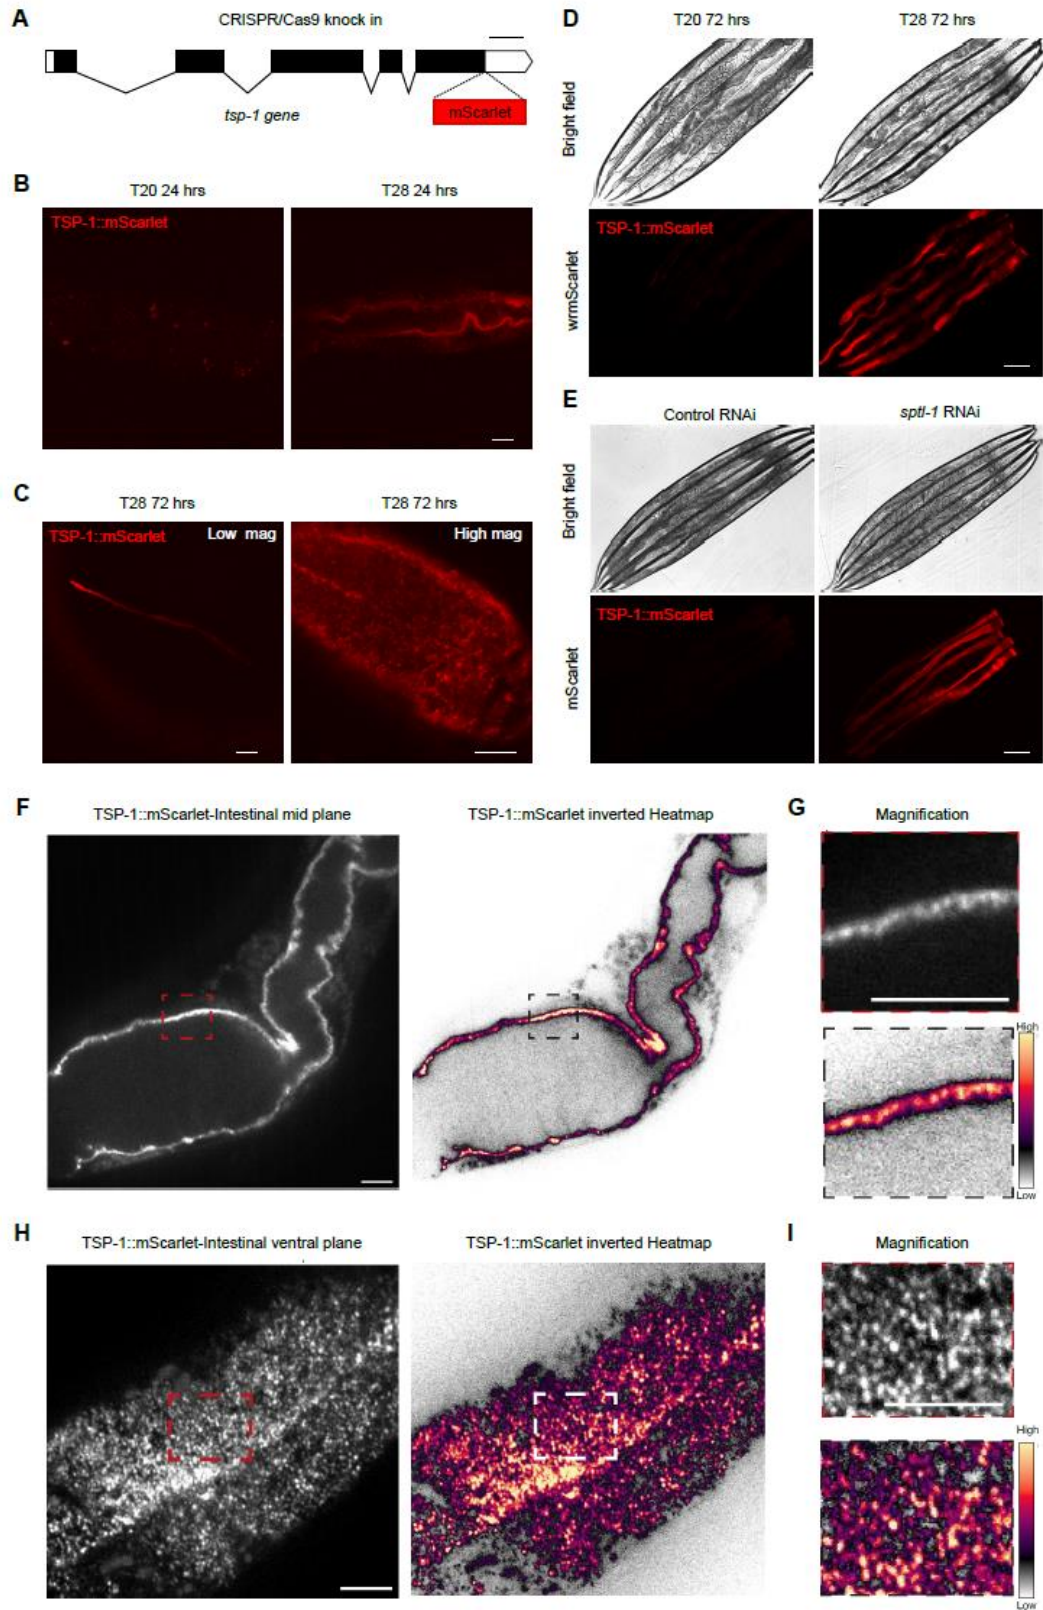 A
CRISPR/Cas9 knock in
tsp-1 gene
mScarlet
B
T20 24 hrs
T28 24 hrs
TSP-1::mScarlet
C
T28 72 hrs
T28 72 hrs
TSP-1::mScarlet
Low mag
High mag
D
T20 72 hrs
T28 72 hrs
Bright field
TSP-1::mScarlet
wrmScarlet
E
Control RNAi
sptl-1 RNAi
Bright field
TSP-1::mScarlet
mScarlet
F
TSP-1::mScarlet-Intestinal mid plane
TSP-1::mScarlet inverted Heatmap
G
Magnification
High
Low
H
TSP-1::mScarlet-Intestinal ventral plane
TSP-1::mScarlet inverted Heatmap
I
Magnification
High
Low